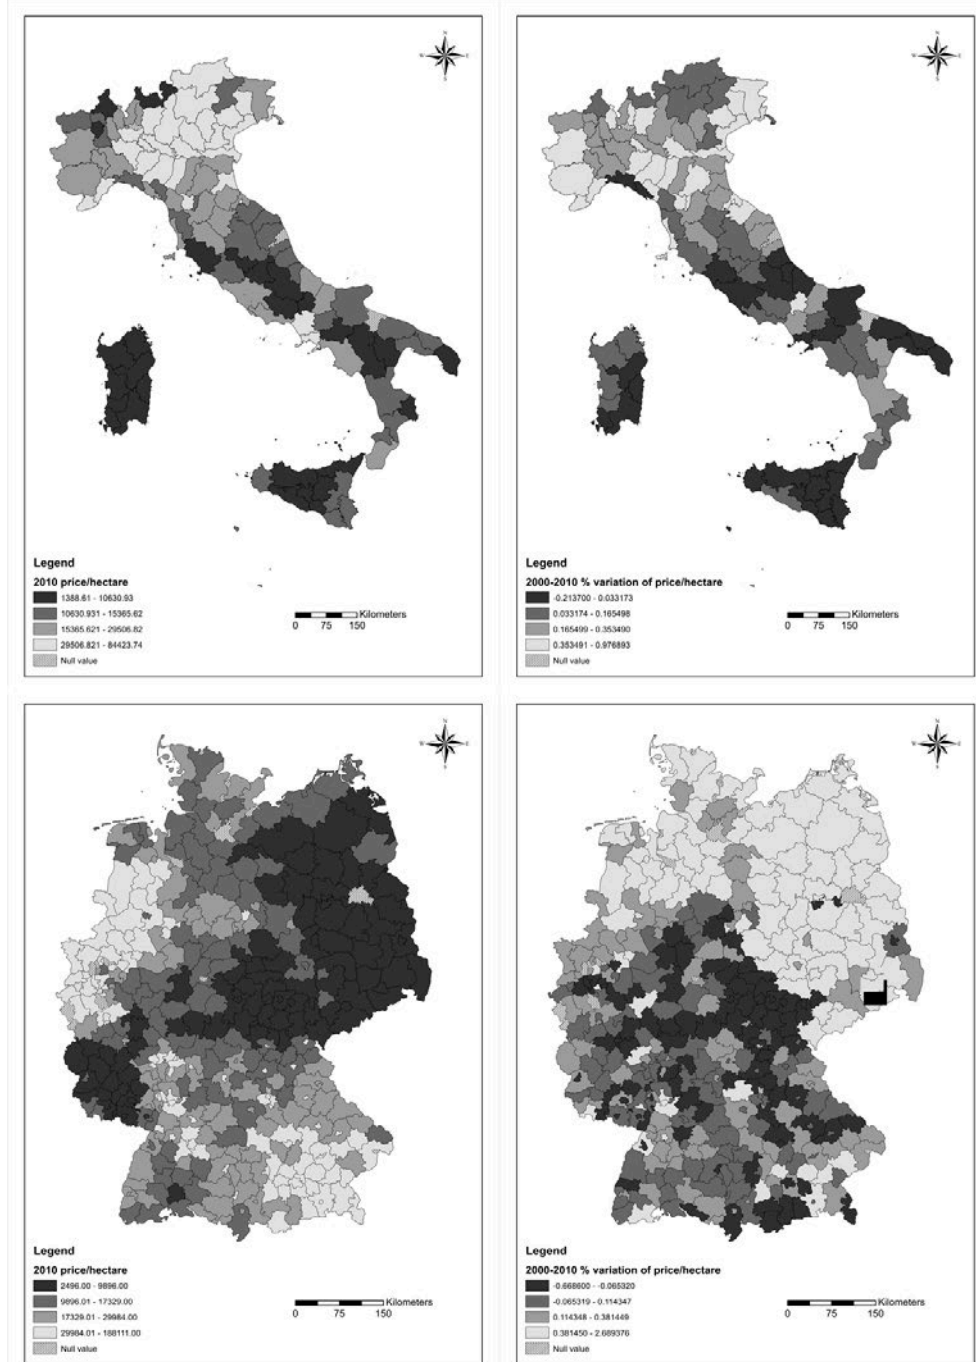 N
W
E
S
Legend
2010 price/hectare
1388.61 - 10630.93
10630.931 - 15365.62
15365.621 - 29506.82
29506.821 - 84423.74
Null value
Kilometers
0 75 150
N
W
E
S
Legend
2000-2010 % variation of price/hectare
-0.213700 - 0.033173
0.033174 - 0.165498
0.165499 - 0.353490
0.353491 - 0.976893
Null value
Kilometers
0 75 150
N
W
E
S
Legend
2010 price/hectare
2496.00 - 9896.00
9896.01 - 17329.00
17329.01 - 29984.00
29984.01 - 188111.00
Null value
Kilometers
0 75 150
N
W
E
S
Legend
2000-2010 % variation of price/hectare
-0.668600 - -0.065320
-0.065319 - 0.114347
0.114348 - 0.381449
0.381450 - 2.689376
Null value
Kilometers
0 75 150